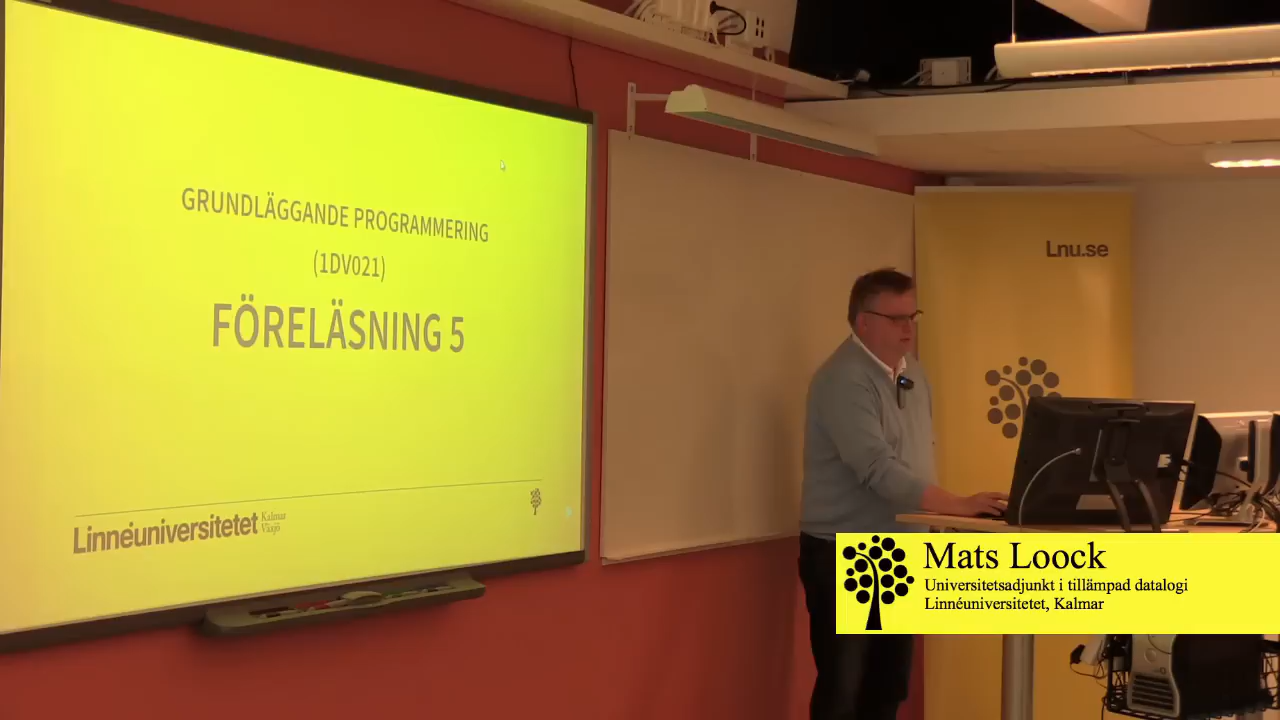 GRUNDLÄGGANDE PROGRAMMERING
(1DV021)
FÖRELÄSNING 5
Linnéuniversitetet
Kalmar
Växjö
Lnu.se
Mats Loock
Universitetsadjunkt i tillämpad datalogi
Linnéuniversitetet, Kalmar